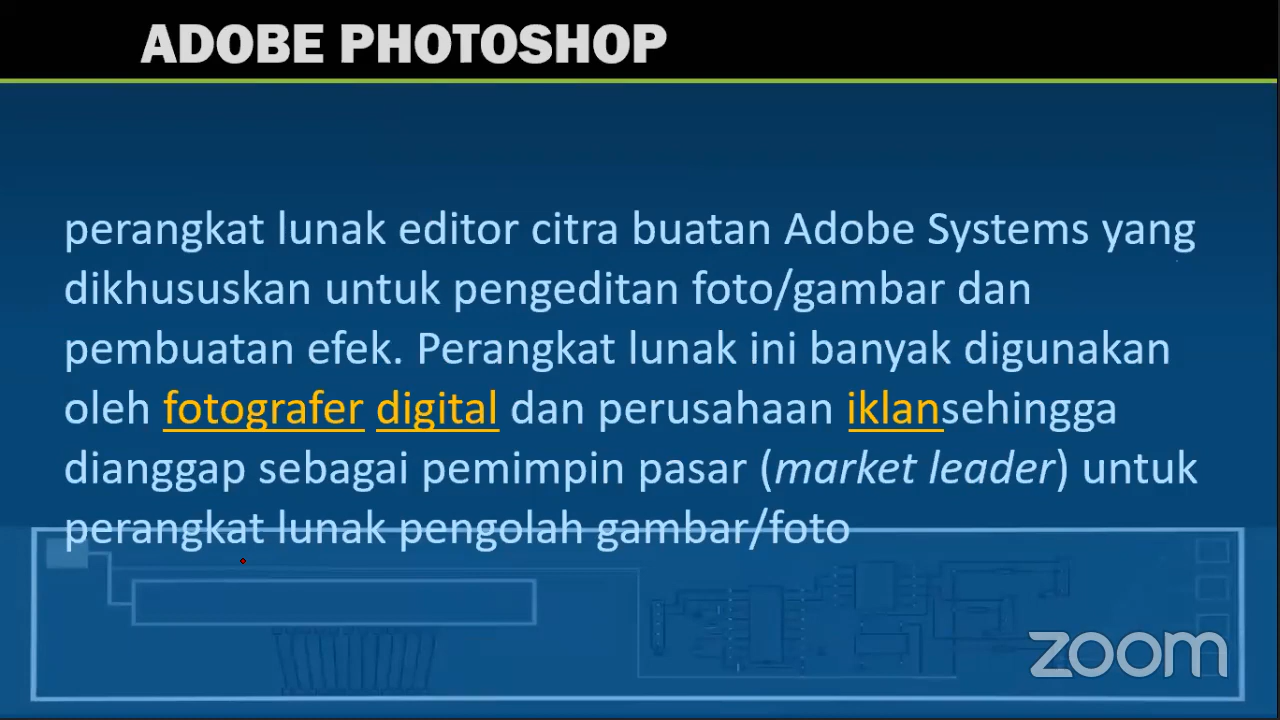 ADOBE PHOTOSHOP
perangkat lunak editor citra buatan Adobe Systems yang
dikhususkan untuk pengeditan foto/gambar dan
pembuatan efek. Perangkat lunak ini banyak digunakan
oleh fotografer digital dan perusahaan iklansehingga
dianggap sebagai pemimpin pasar (market leader) untuk
perangkat lunak pengolah gambar/foto
zoom